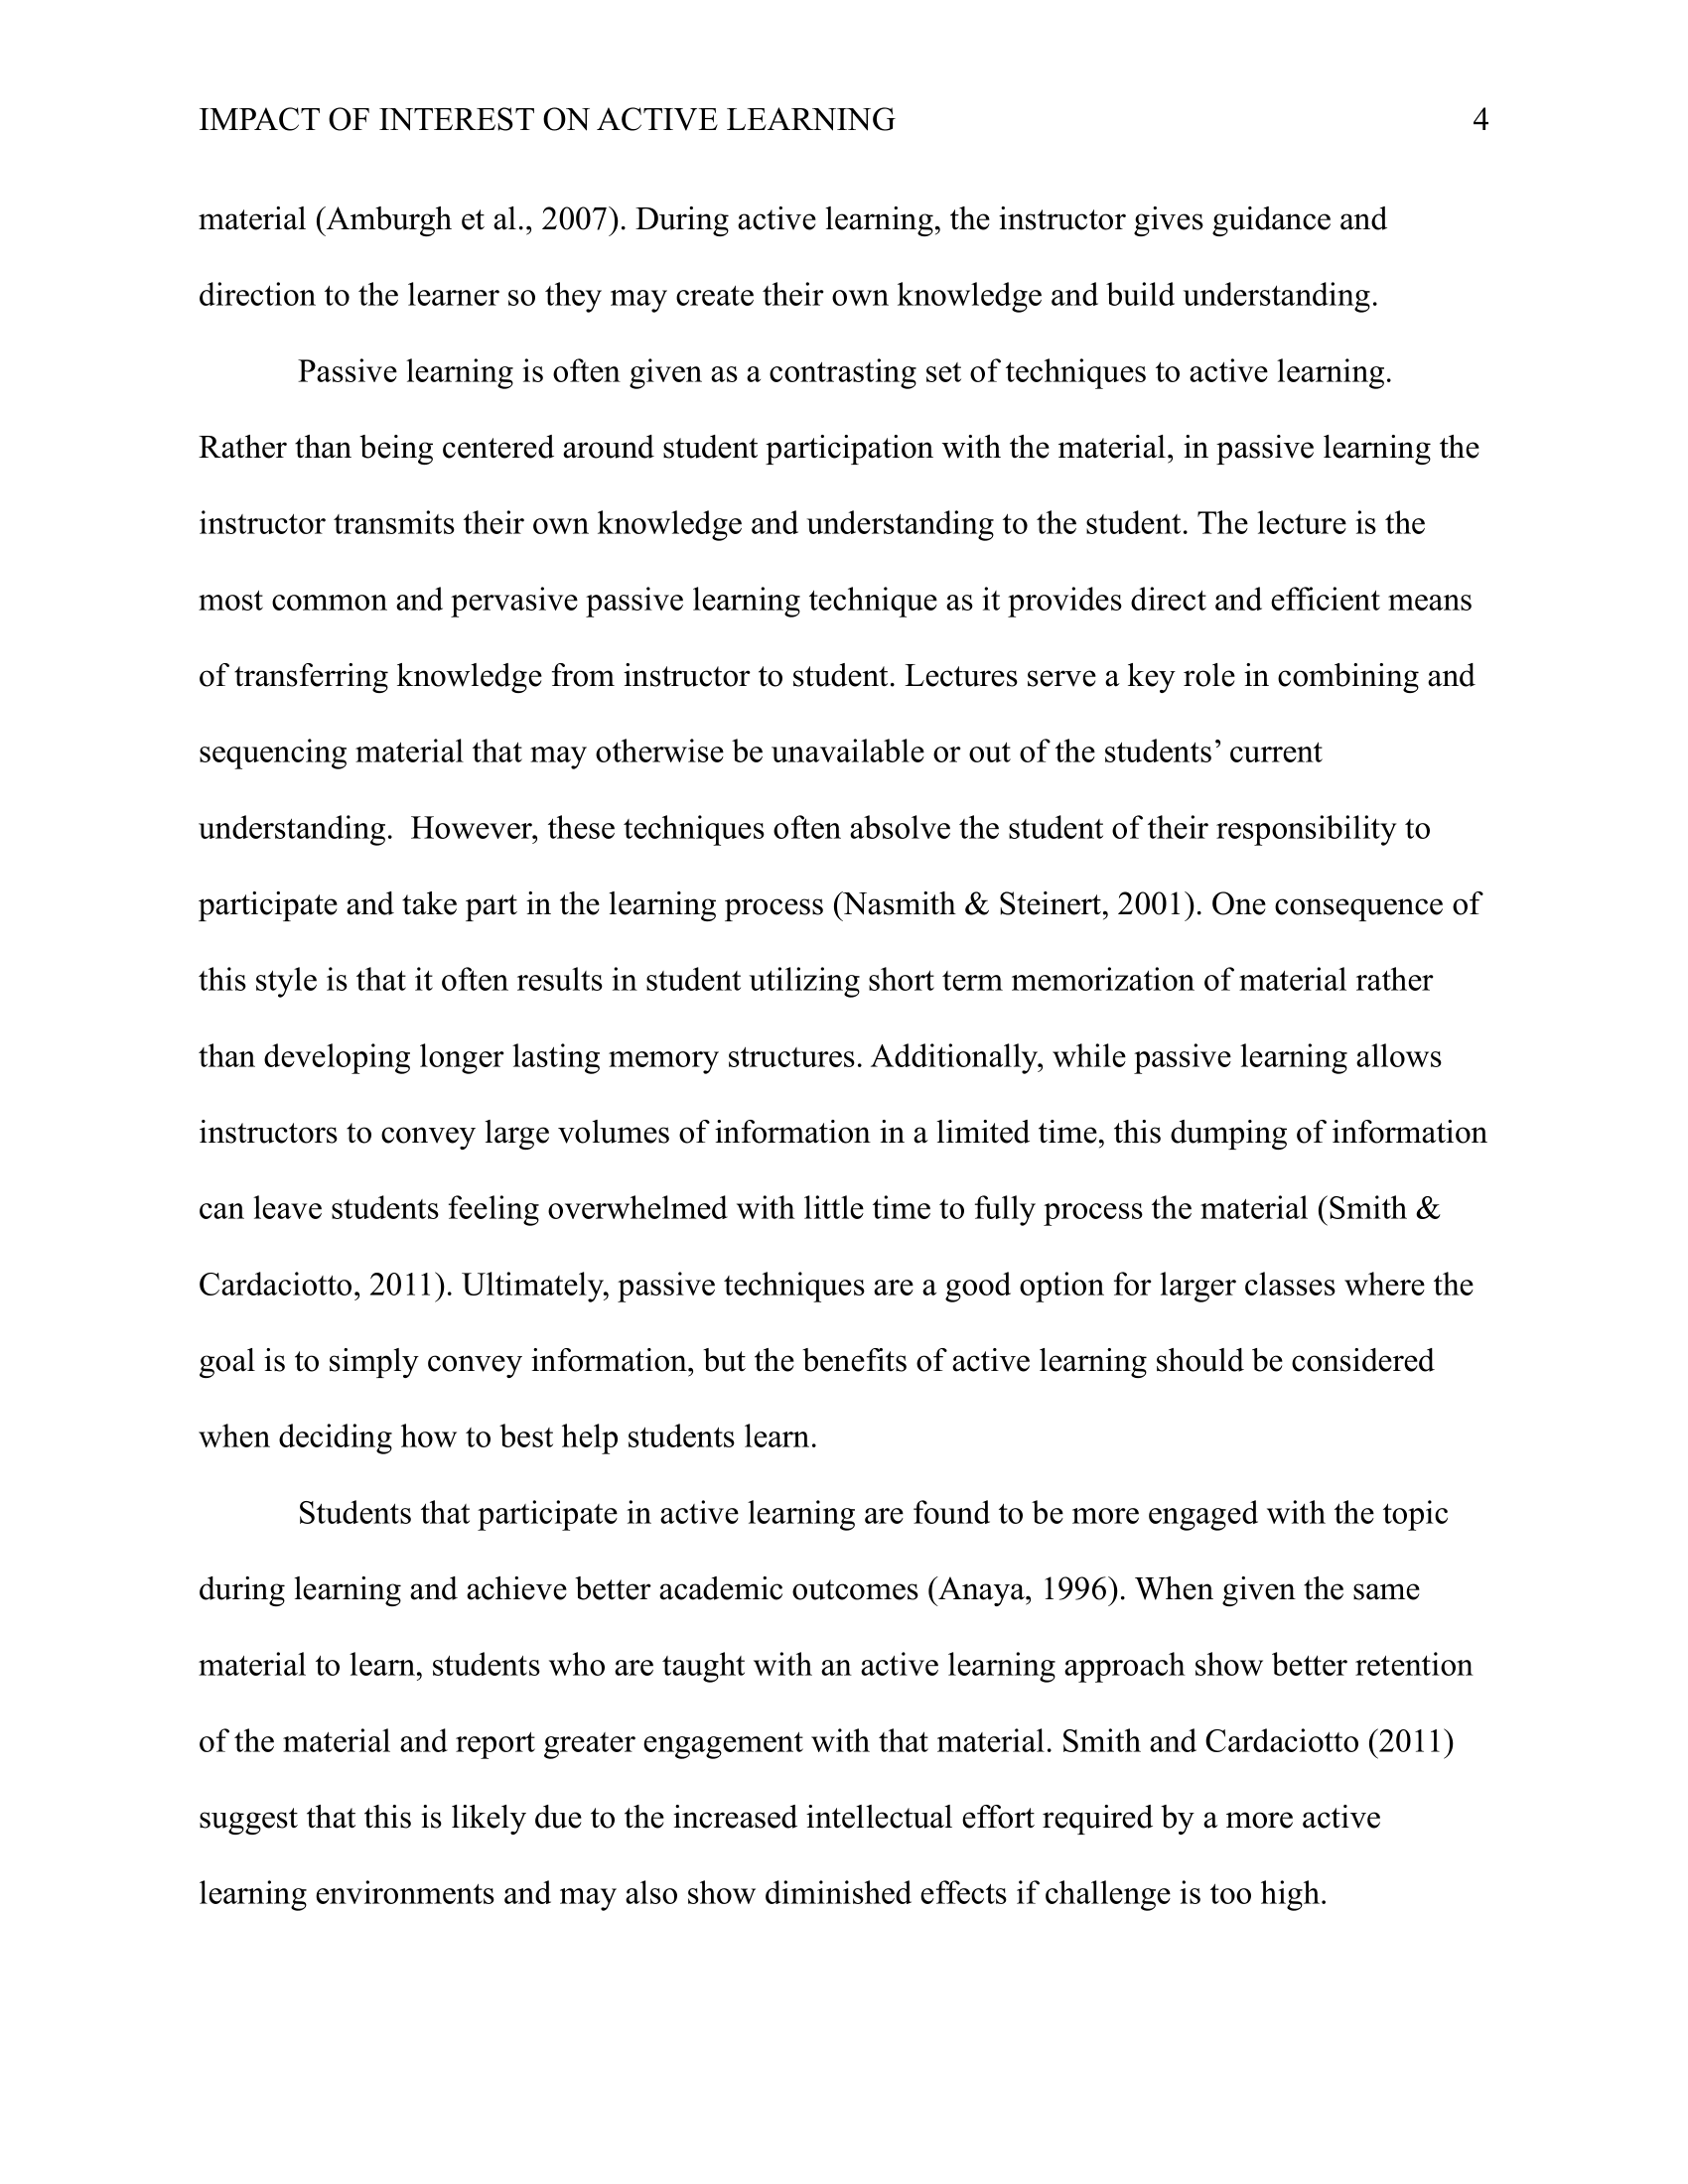 IMPACT OF INTEREST ON ACTIVE LEARNING 4
material (Amburgh et al., 2007). During active learning, the instructor gives guidance and
direction to the learner so they may create their own knowledge and build understanding.
Passive learning is often given as a contrasting set of techniques to active learning.
Rather than being centered around student participation with the material, in passive learning the
instructor transmits their own knowledge and understanding to the student. The lecture is the
most common and pervasive passive learning technique as it provides direct and efficient means
of transferring knowledge from instructor to student. Lectures serve a key role in combining and
sequencing material that may otherwise be unavailable or out of the students’ current
understanding.  However, these techniques often absolve the student of their responsibility to
participate and take part in the learning process (Nasmith & Steinert, 2001). One consequence of
this style is that it often results in student utilizing short term memorization of material rather
than developing longer lasting memory structures. Additionally, while passive learning allows
instructors to convey large volumes of information in a limited time, this dumping of information
can leave students feeling overwhelmed with little time to fully process the material (Smith &
Cardaciotto, 2011). Ultimately, passive techniques are a good option for larger classes where the
goal is to simply convey information, but the benefits of active learning should be considered
when deciding how to best help students learn.
Students that participate in active learning are found to be more engaged with the topic
during learning and achieve better academic outcomes (Anaya, 1996). When given the same
material to learn, students who are taught with an active learning approach show better retention
of the material and report greater engagement with that material. Smith and Cardaciotto (2011)
suggest that this is likely due to the increased intellectual effort required by a more active
learning environments and may also show diminished effects if challenge is too high.